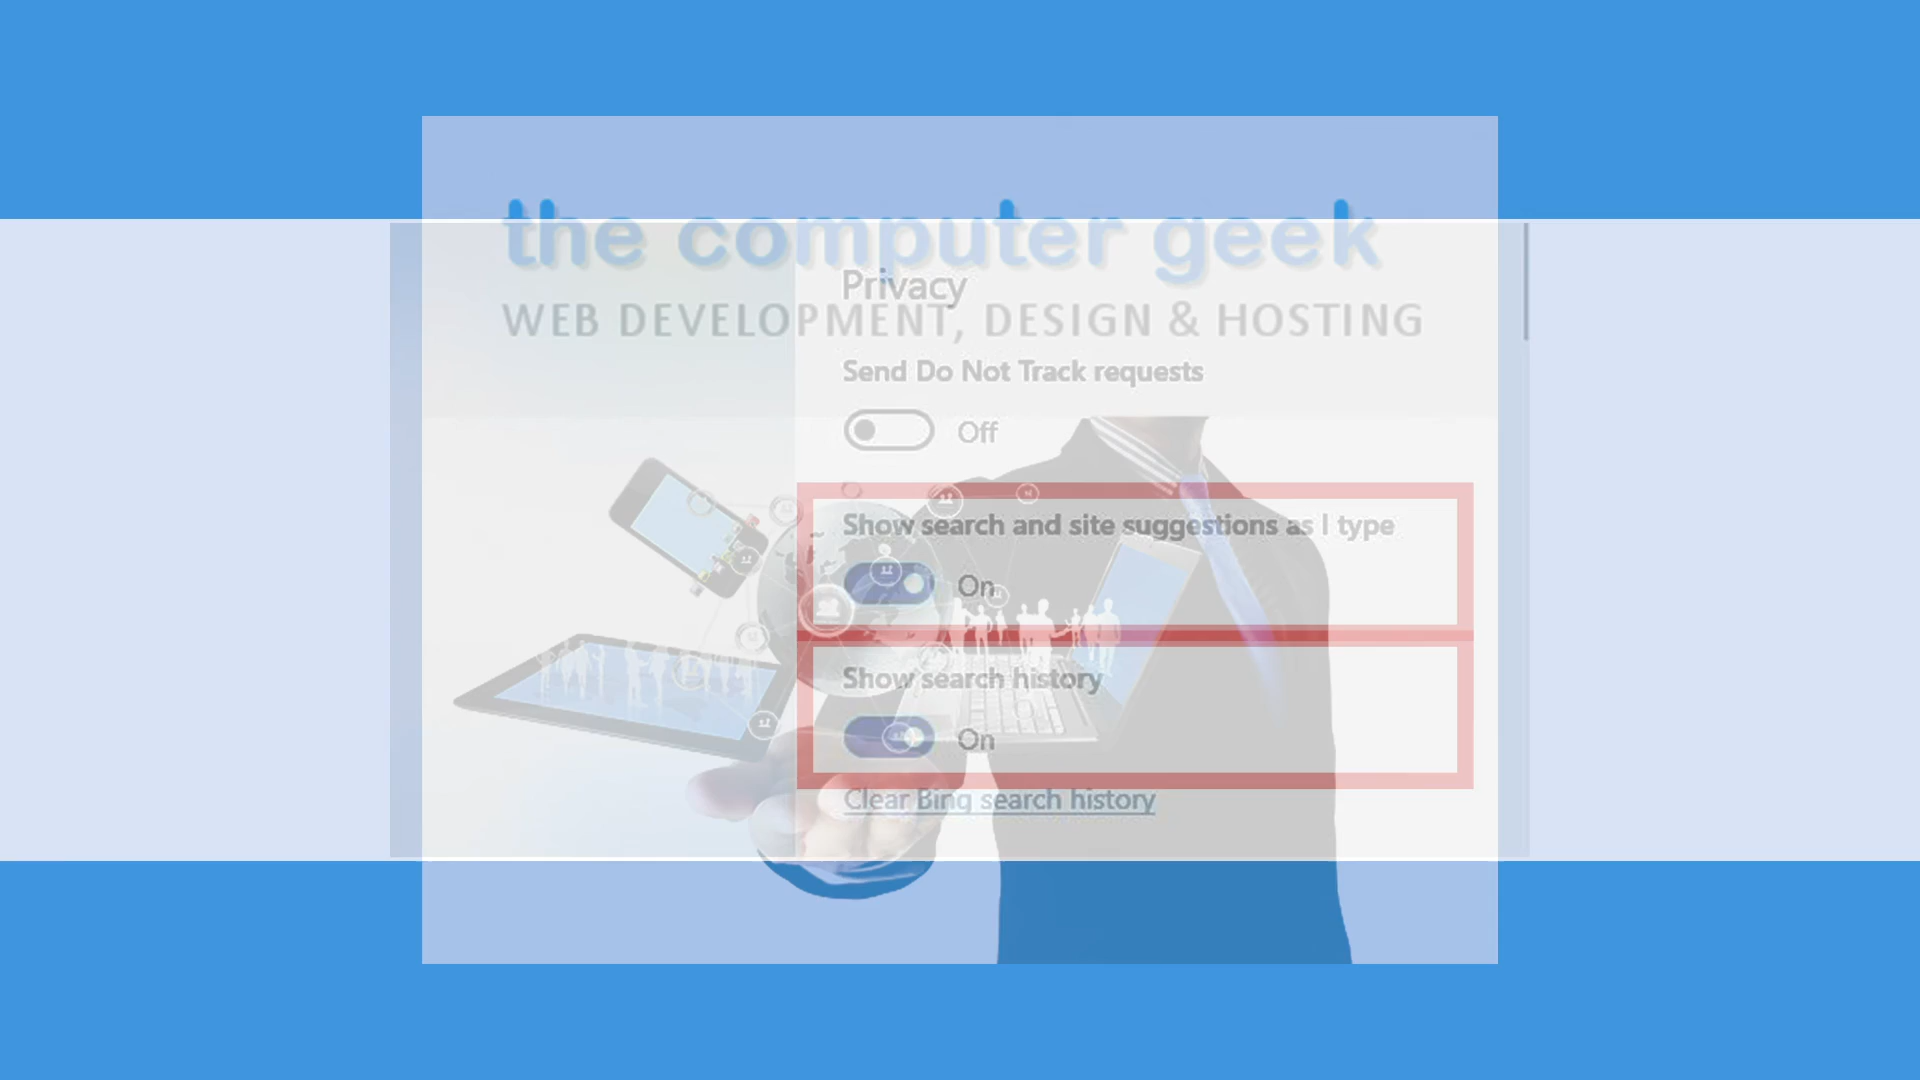 the computer geek
Privacy
WEB DEVELOPMENT, DESIGN & HOSTING
Send Do Not Track requests
Off
Show search and site suggestions as I type
On
Show search history
On
Clear Bing search history